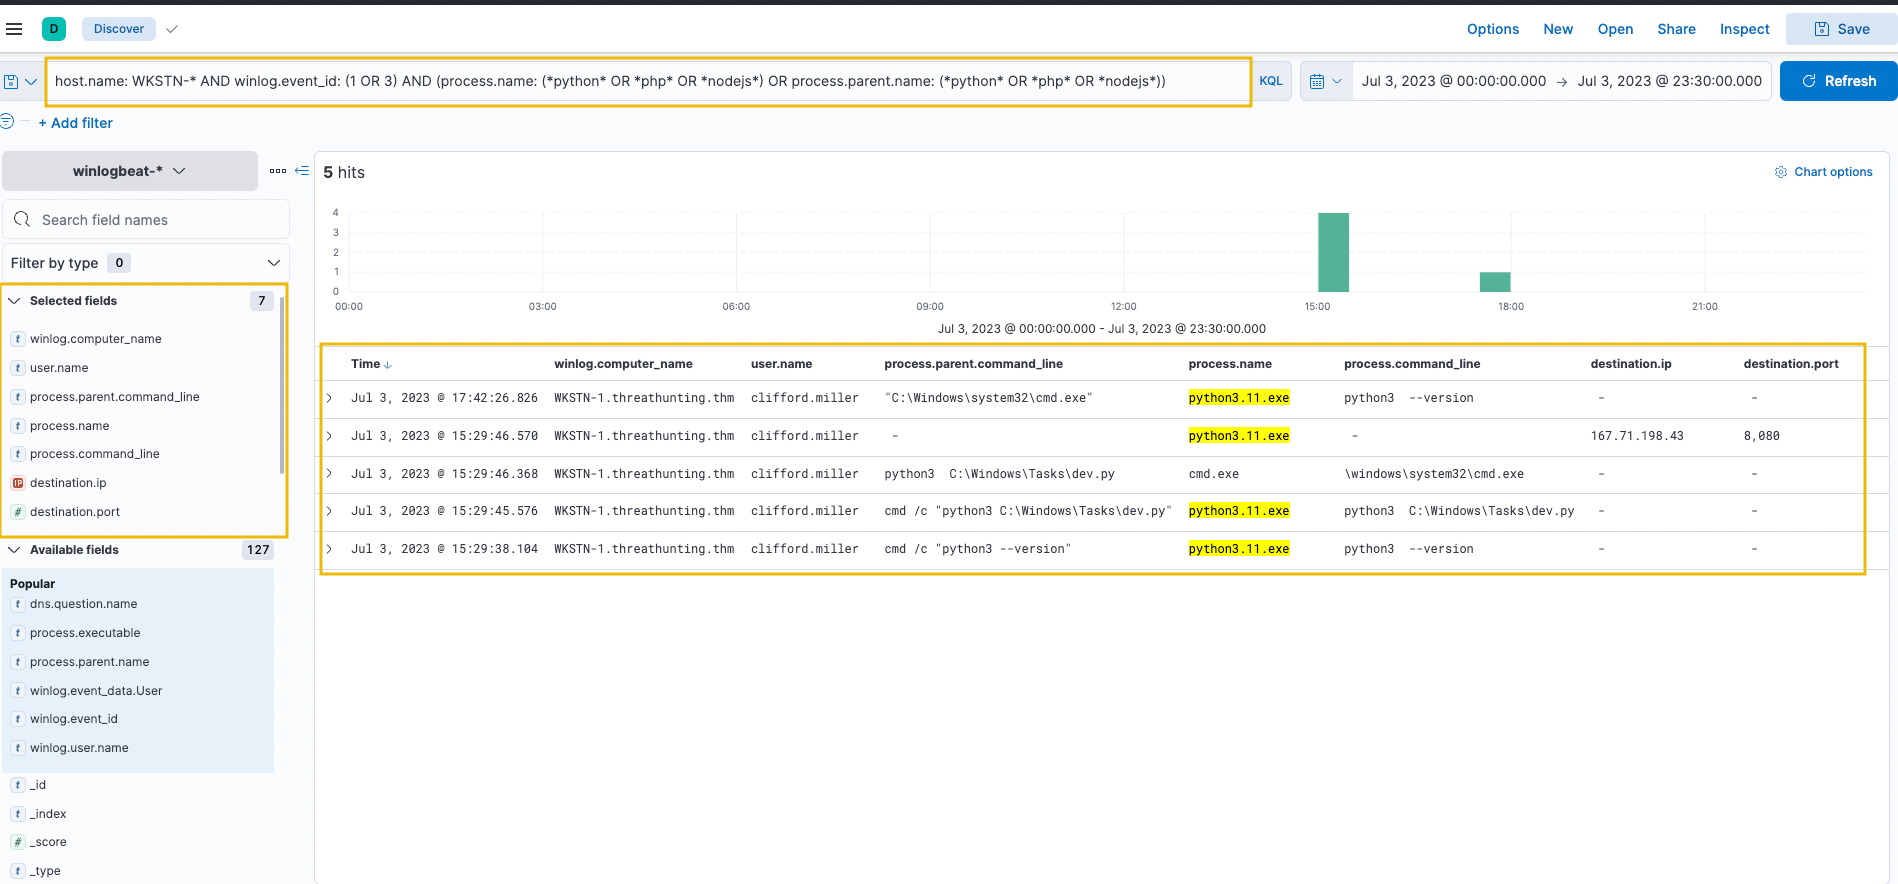 D Discover Options New Open Share Inspect Save
host.name: WKSTN-* AND winlog.event_id: (1 OR 3) AND (process.name: (*python* OR *php* OR *nodejs*) OR process.parent.name: (*python* OR *php* OR *nodejs*)) KQL Jul 3, 2023 @ 00:00:00.000 → Jul 3, 2023 @ 23:30:00.000 Refresh
+ Add filter
winlogbeat-*
Search field names
Filter by type 0
Selected fields 7
t winlog.computer_name
t user.name
t process.parent.command_line
t process.name
t process.command_line
IP destination.ip
# destination.port
Available fields 127
Popular
t dns.question.name
t process.executable
t process.parent.name
t winlog.event_data.User
t winlog.event_id
t winlog.user.name
t _id
t _index
# _score
t _type
5 hits Chart options
4
3
2
1
0
00:00 03:00 06:00 09:00 12:00 15:00 18:00 21:00
Jul 3, 2023 @ 00:00:00.000 - Jul 3, 2023 @ 23:30:00.000
Time ↓ winlog.computer_name user.name process.parent.command_line process.name process.command_line destination.ip destination.port
Jul 3, 2023 @ 17:42:26.826 WKSTN-1.threathunting.thm clifford.miller "C:\Windows\system32\cmd.exe" python3.11.exe python3 --version - -
Jul 3, 2023 @ 15:29:46.570 WKSTN-1.threathunting.thm clifford.miller - python3.11.exe - 167.71.198.43 8,080
Jul 3, 2023 @ 15:29:46.368 WKSTN-1.threathunting.thm clifford.miller python3 C:\Windows\Tasks\dev.py cmd.exe \windows\system32\cmd.exe - -
Jul 3, 2023 @ 15:29:45.576 WKSTN-1.threathunting.thm clifford.miller cmd /c "python3 C:\Windows\Tasks\dev.py" python3.11.exe python3 C:\Windows\Tasks\dev.py - -
Jul 3, 2023 @ 15:29:38.104 WKSTN-1.threathunting.thm clifford.miller cmd /c "python3 --version" python3.11.exe python3 --version - -